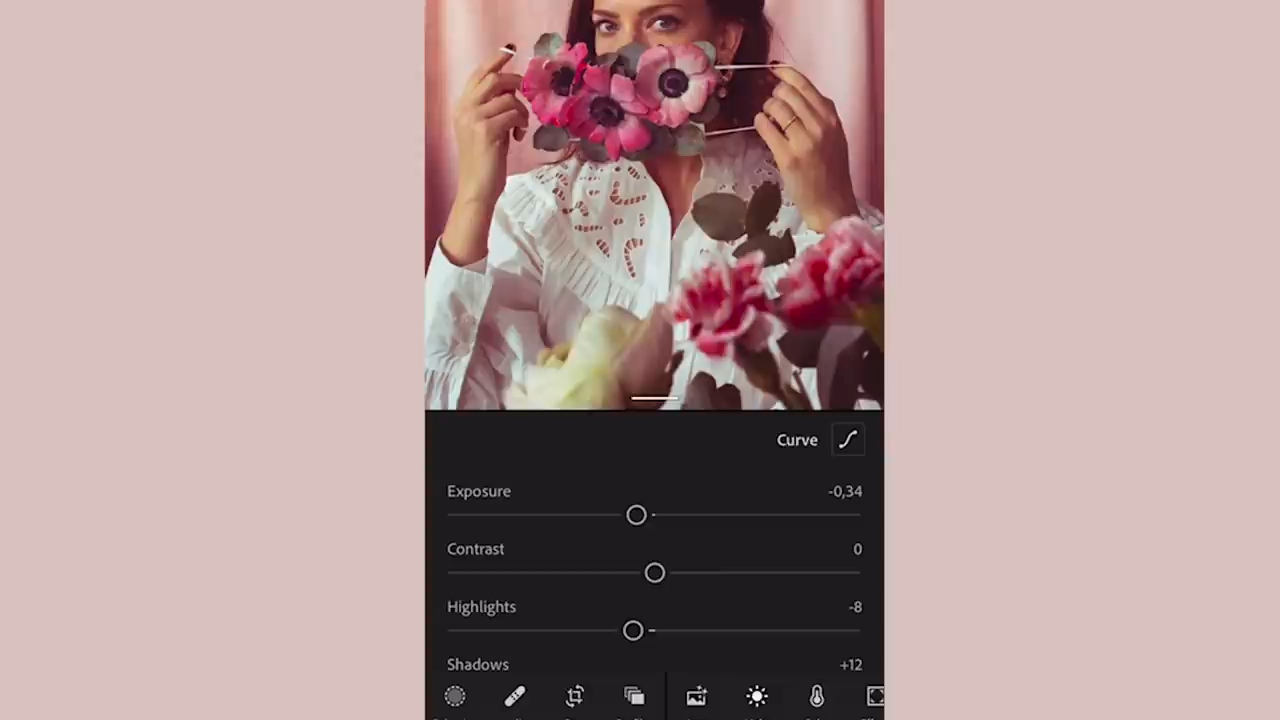 Curve
Exposure -0,34
Contrast 0
Highlights -8
Shadows +12